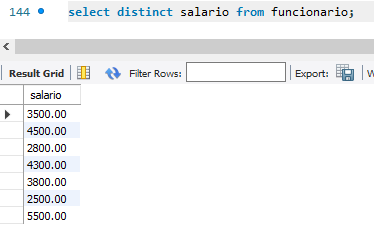 144 select distinct salario from funcionario;
Result Grid Filter Rows: Export: W
salario
3500.00
4500.00
2800.00
4300.00
3800.00
2500.00
5500.00